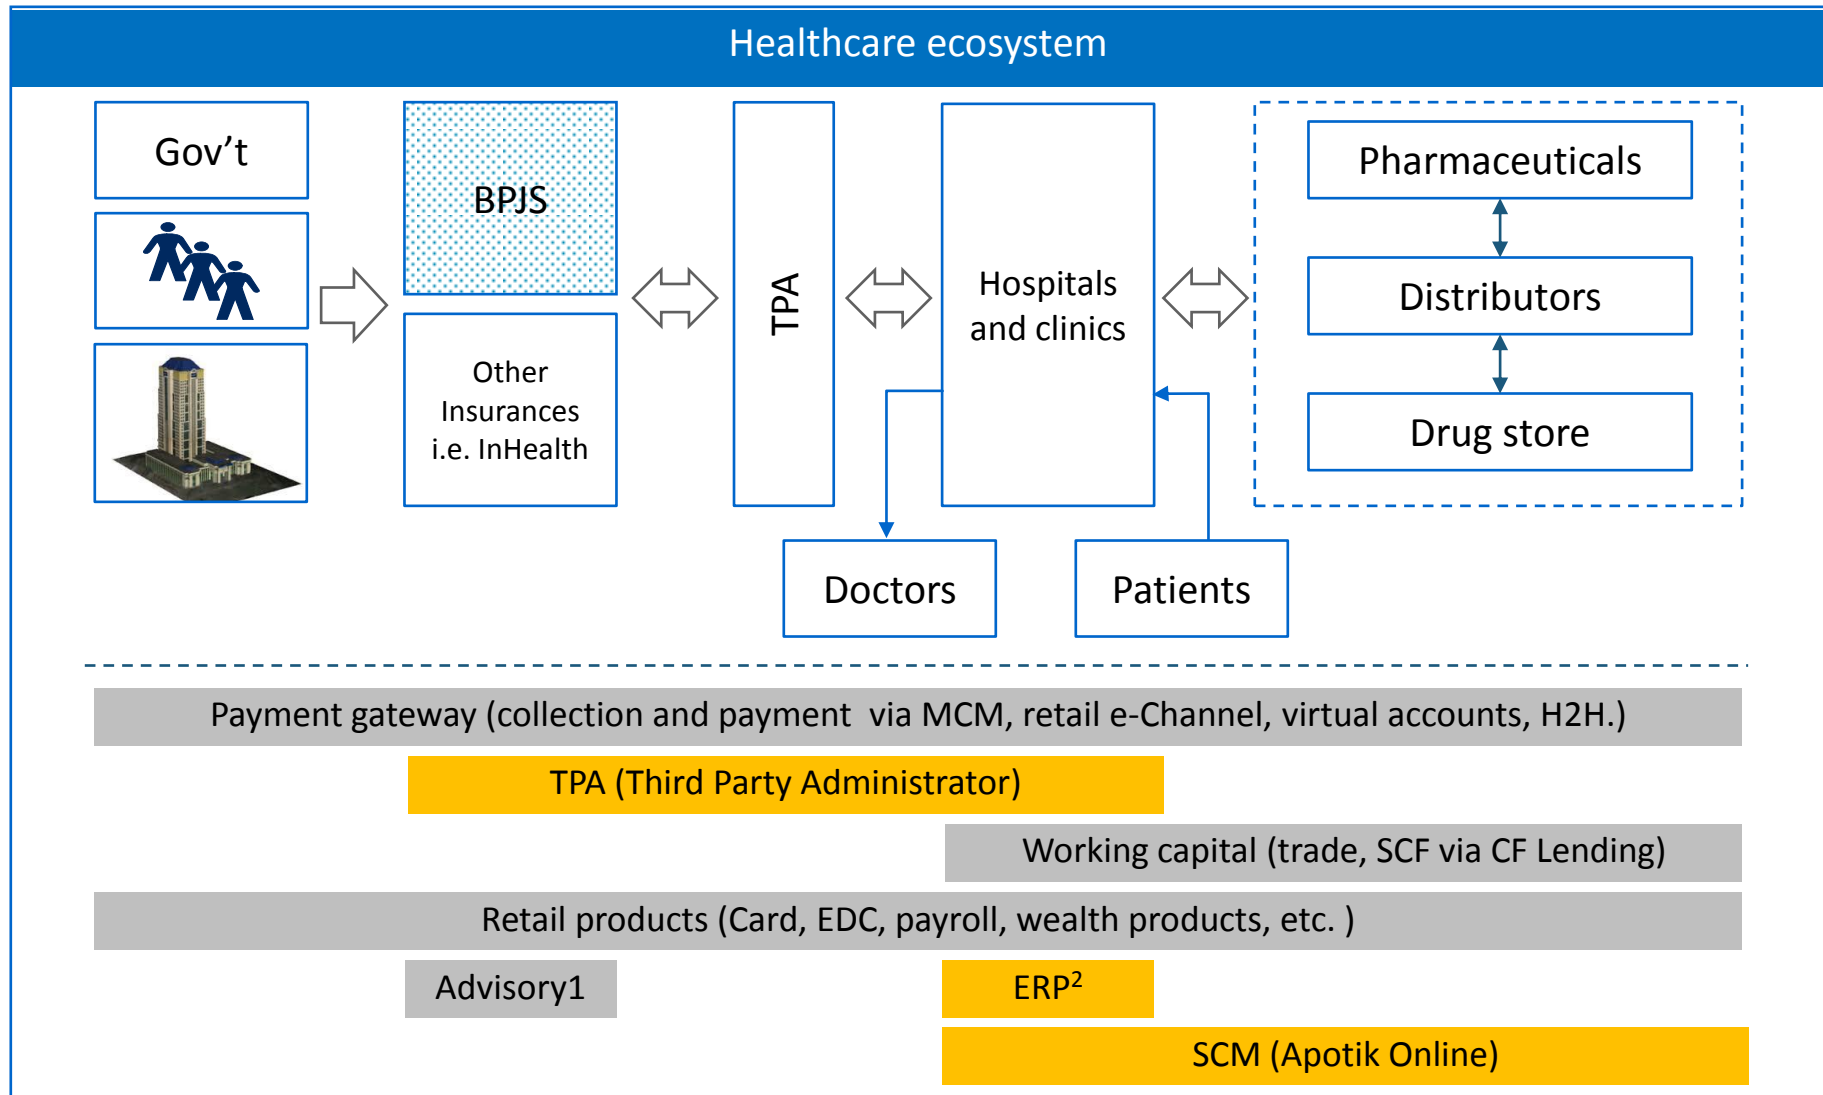 Healthcare ecosystem
Gov’t
BPJS
Other
Insurances
i.e. InHealth
TPA
Hospitals
and clinics
Pharmaceuticals
Distributors
Drug store
Doctors
Patients
Payment gateway (collection and payment  via MCM, retail e-Channel, virtual accounts, H2H.)
TPA (Third Party Administrator)
Working capital (trade, SCF via CF Lending)
Retail products (Card, EDC, payroll, wealth products, etc. )
Advisory1
ERP²
SCM (Apotik Online)